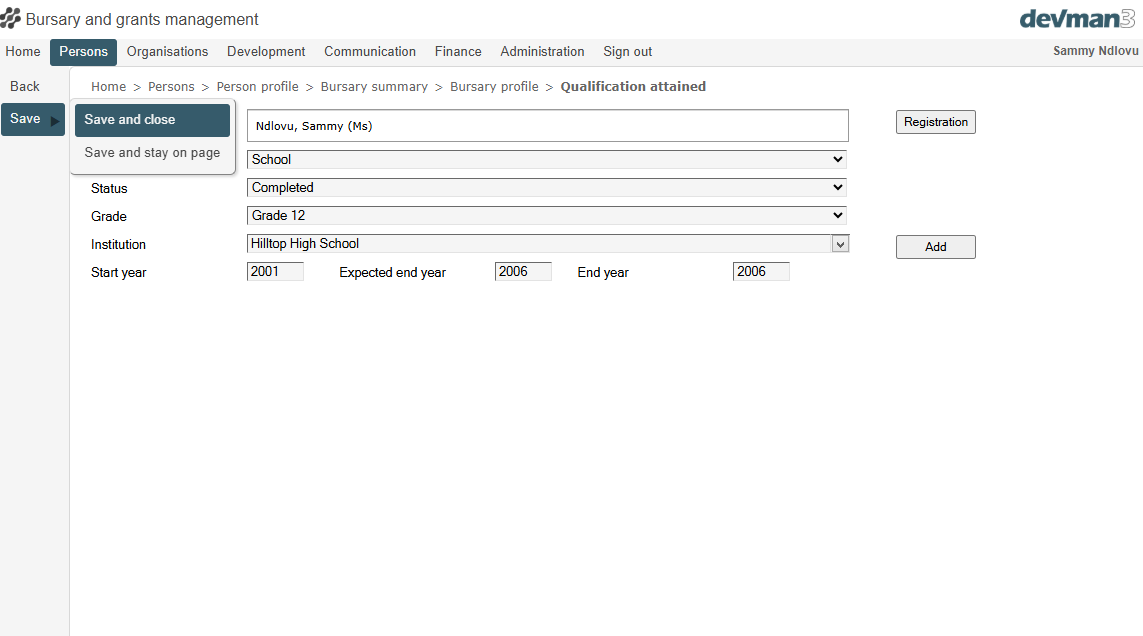 Bursary and grants management
devman3
Home Persons Organisations Development Communication Finance Administration Sign out Sammy Ndlovu
Back
Home > Persons > Person profile > Bursary summary > Bursary profile > Qualification attained
Save
Save and close
Save and stay on page
Ndlovu, Sammy (Ms)
Registration
School
Status Completed
Grade Grade 12
Institution Hilltop High School Add
Start year 2001 Expected end year 2006 End year 2006